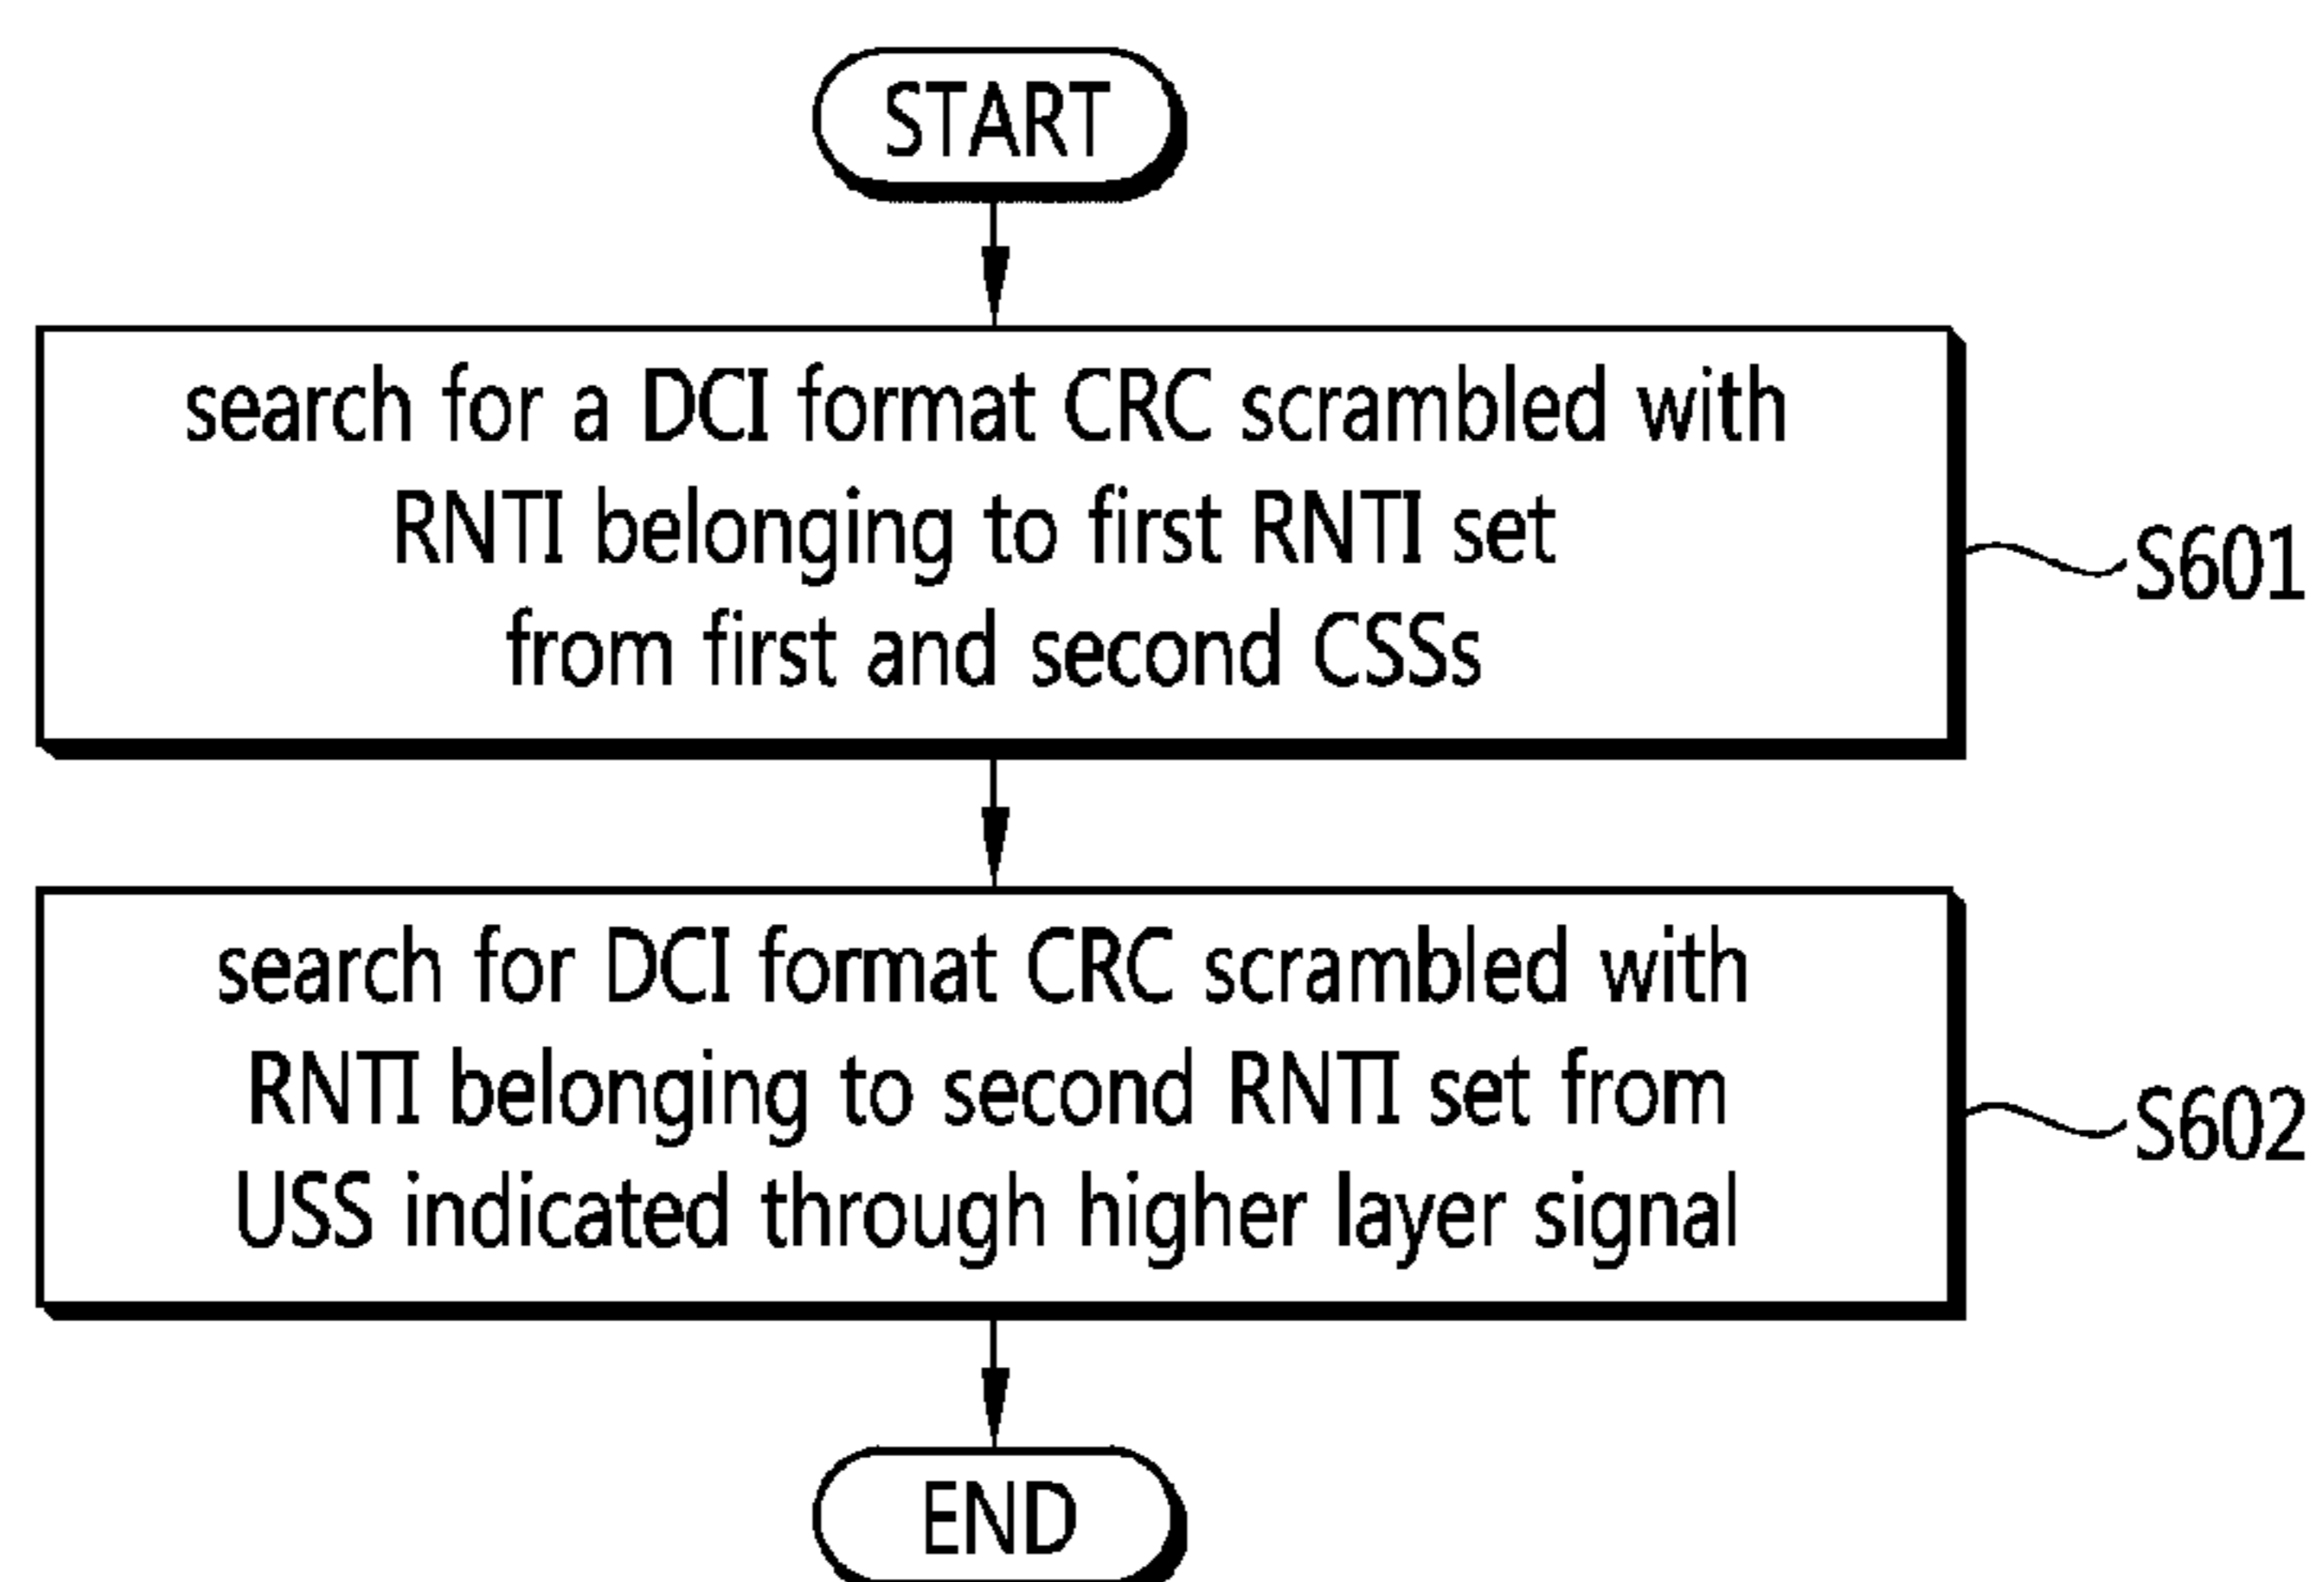 START
search for a DCI format CRC scrambled with
RNTI belonging to first RNTI set
from first and second CSSs
S601
search for DCI format CRC scrambled with
RNTI belonging to second RNTI set from
USS indicated through higher layer signal
S602
END